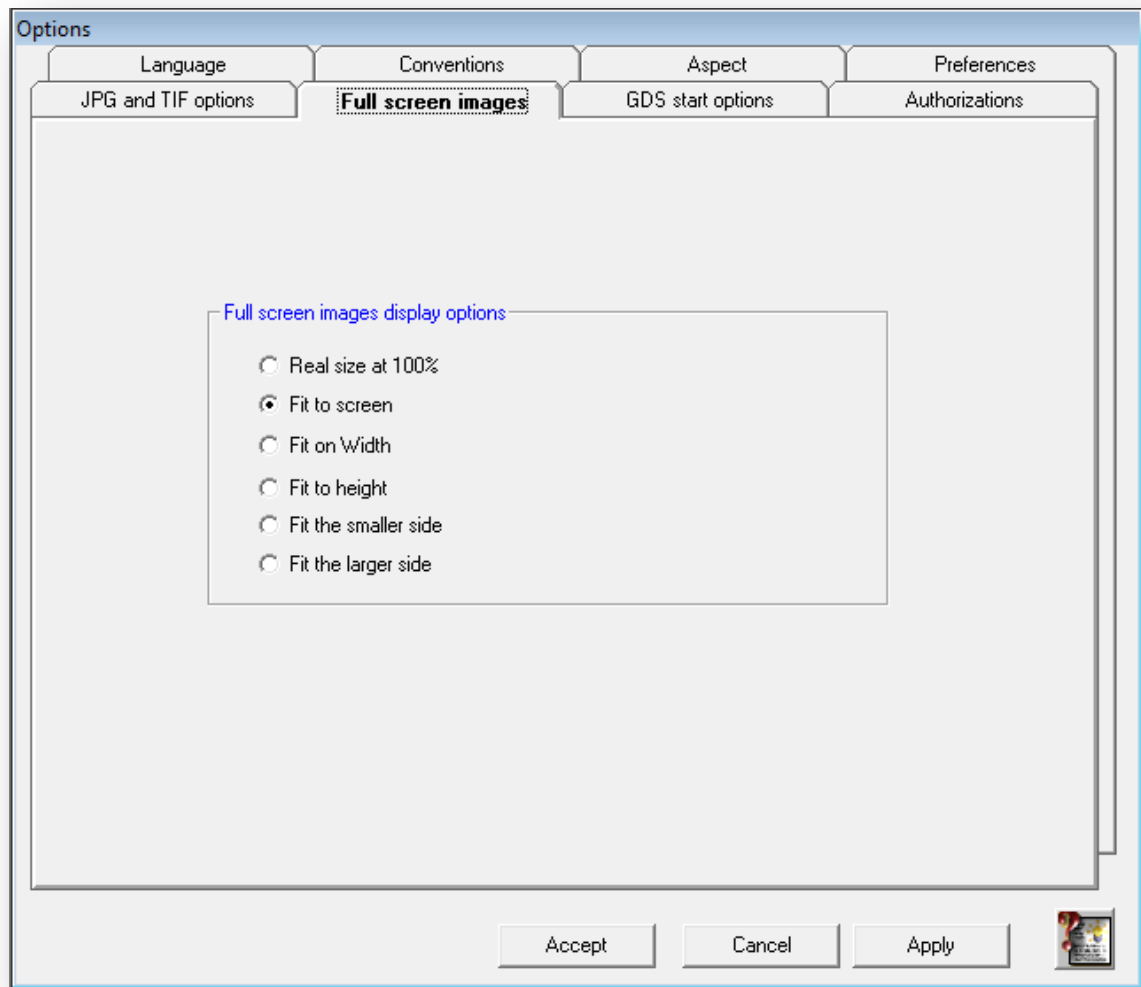 Options
Language Conventions Aspect Preferences
JPG and TIF options Full screen images GDS start options Authorizations
Full screen images display options
Real size at 100%
Fit to screen
Fit on Width
Fit to height
Fit the smaller side
Fit the larger side
Accept Cancel Apply